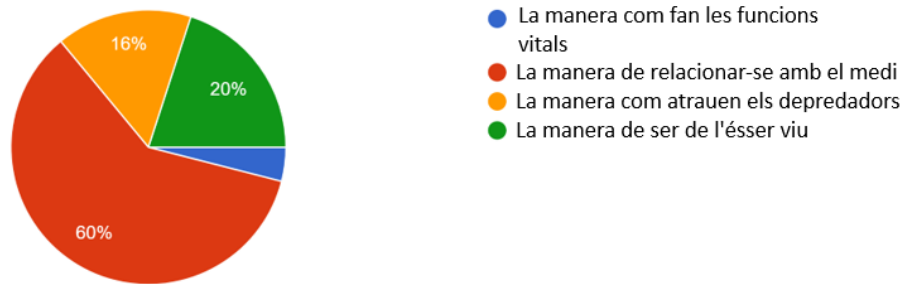 16%
20%
60%
La manera com fan les funcions
vitals
La manera de relacionar-se amb el medi
La manera com atrauen els depredadors
La manera de ser de l'ésser viu